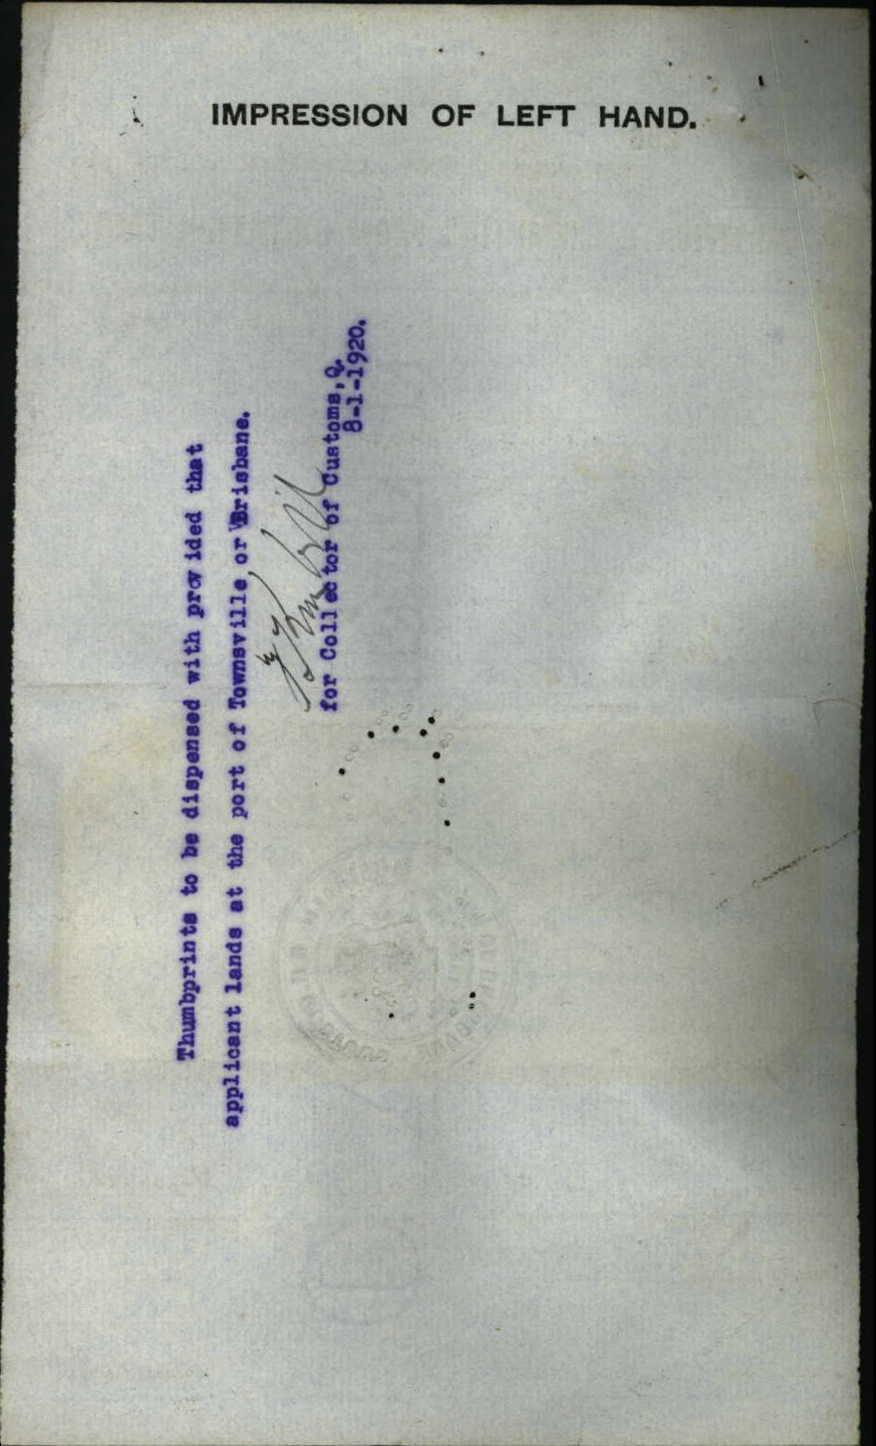 IMPRESSION OF LEFT HAND.
Thumbprints to be dispensed with provided that
applicant lands at the port of Townsville, or Brisbane.
for Collector of Customs, Q.
8-1-1920.